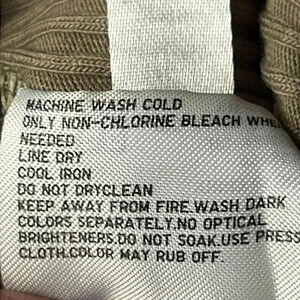 MACHINE WASH COLD
ONLY NON-CHLORINE BLEACH WHE
NEEDED
LINE DRY
COOL IRON
DO NOT DRYCLEAN
KEEP AWAY FROM FIRE.WASH DARK
COLORS SEPARATELY.NO OPTICAL
BRIGHTENERS.DO NOT SOAK.USE PRESS
CLOTH.COLOR MAY RUB OFF.